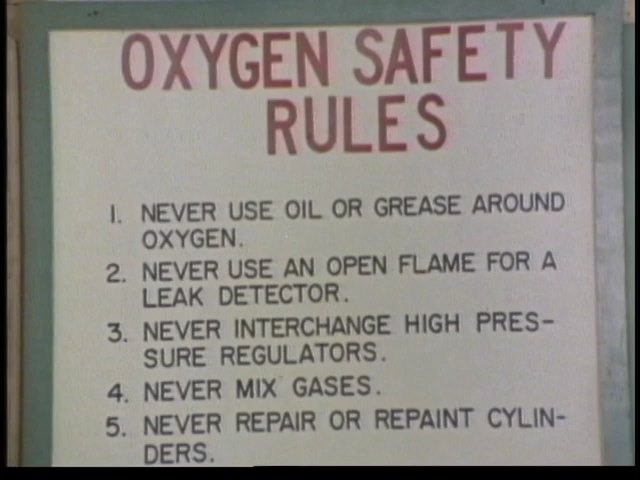 OXYGEN SAFETY
RULES
1. NEVER USE OIL OR GREASE AROUND
OXYGEN.
2. NEVER USE AN OPEN FLAME FOR A
LEAK DETECTOR.
3. NEVER INTERCHANGE HIGH PRES-
SURE REGULATORS.
4. NEVER MIX GASES.
5. NEVER REPAIR OR REPAINT CYLIN-
DERS.